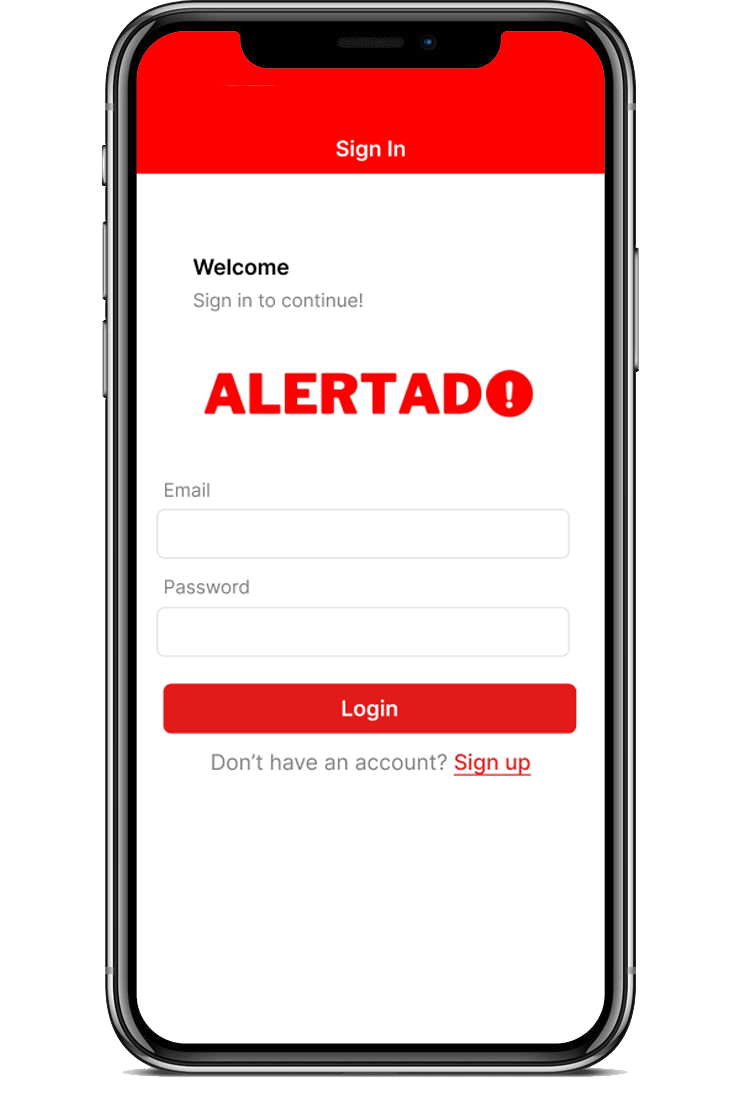 Sign In
Welcome
Sign in to continue!
ALERTADO
Email
Password
Login
Don’t have an account? Sign up